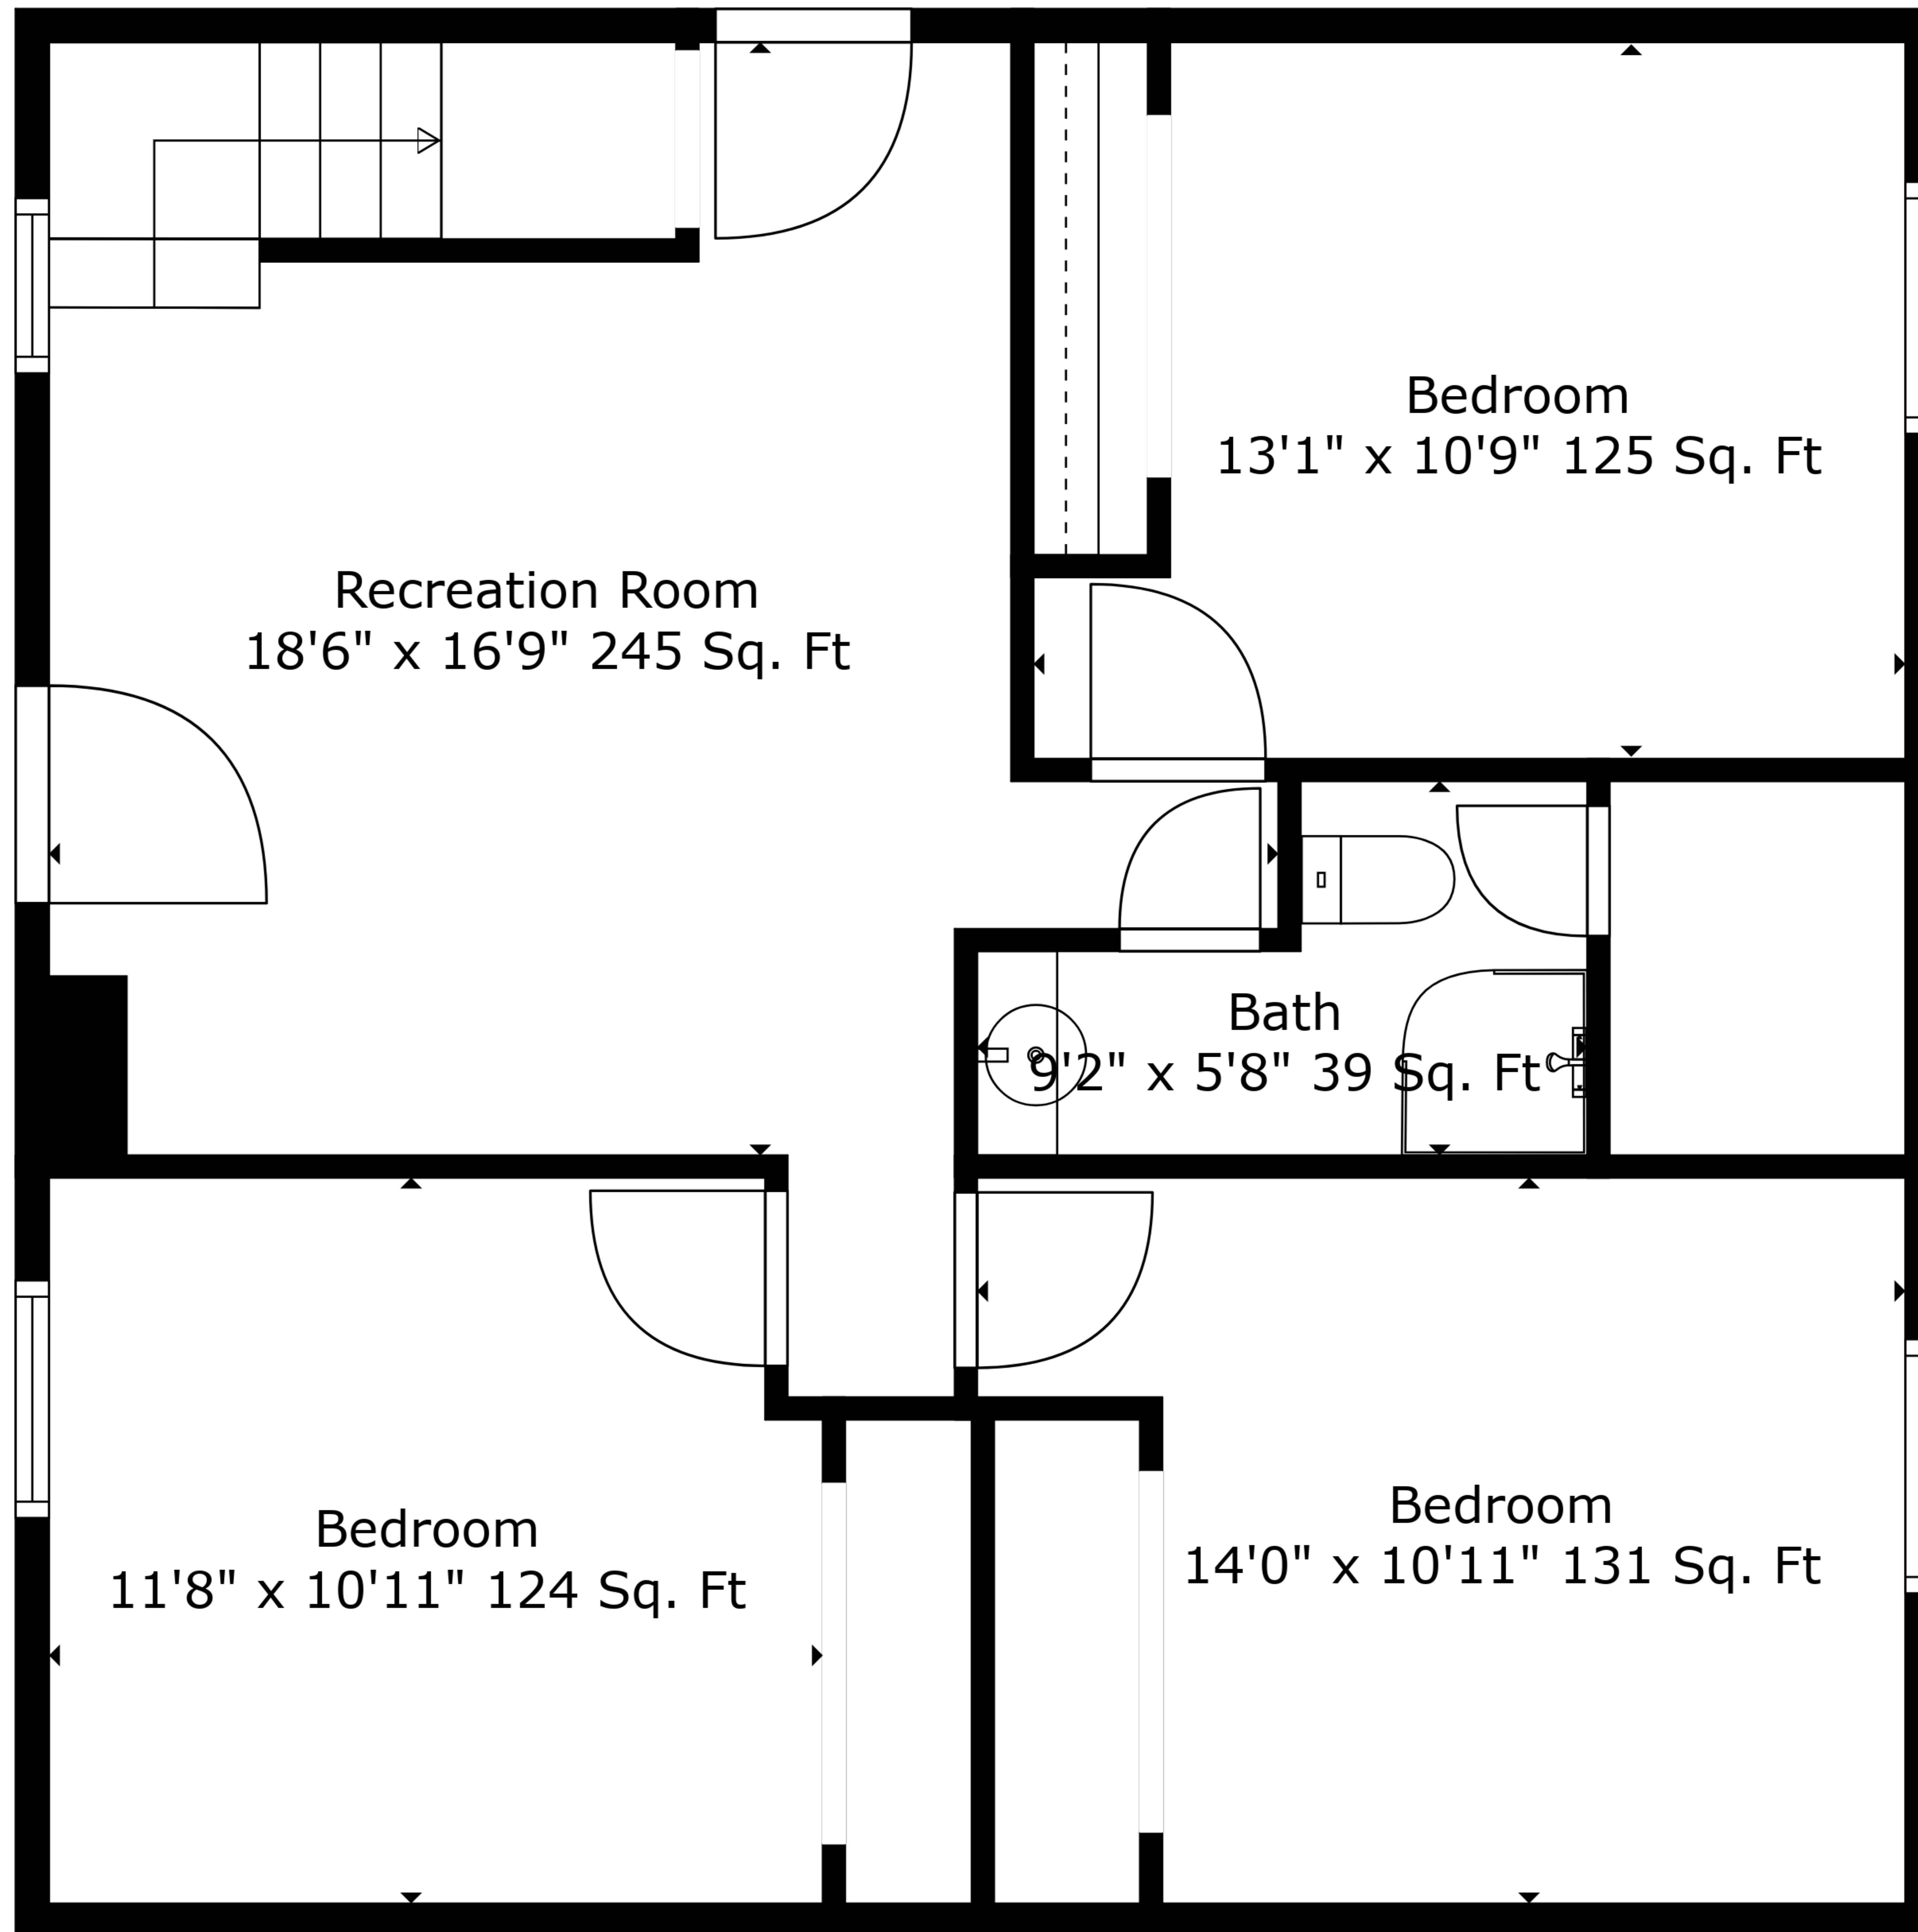 Bedroom
13'1" x 10'9" 125 Sq. Ft
Recreation Room
18'6" x 16'9" 245 Sq. Ft
Bath
9'2" x 5'8" 39 Sq. Ft
Bedroom
11'8" x 10'11" 124 Sq. Ft
Bedroom
14'0" x 10'11" 131 Sq. Ft